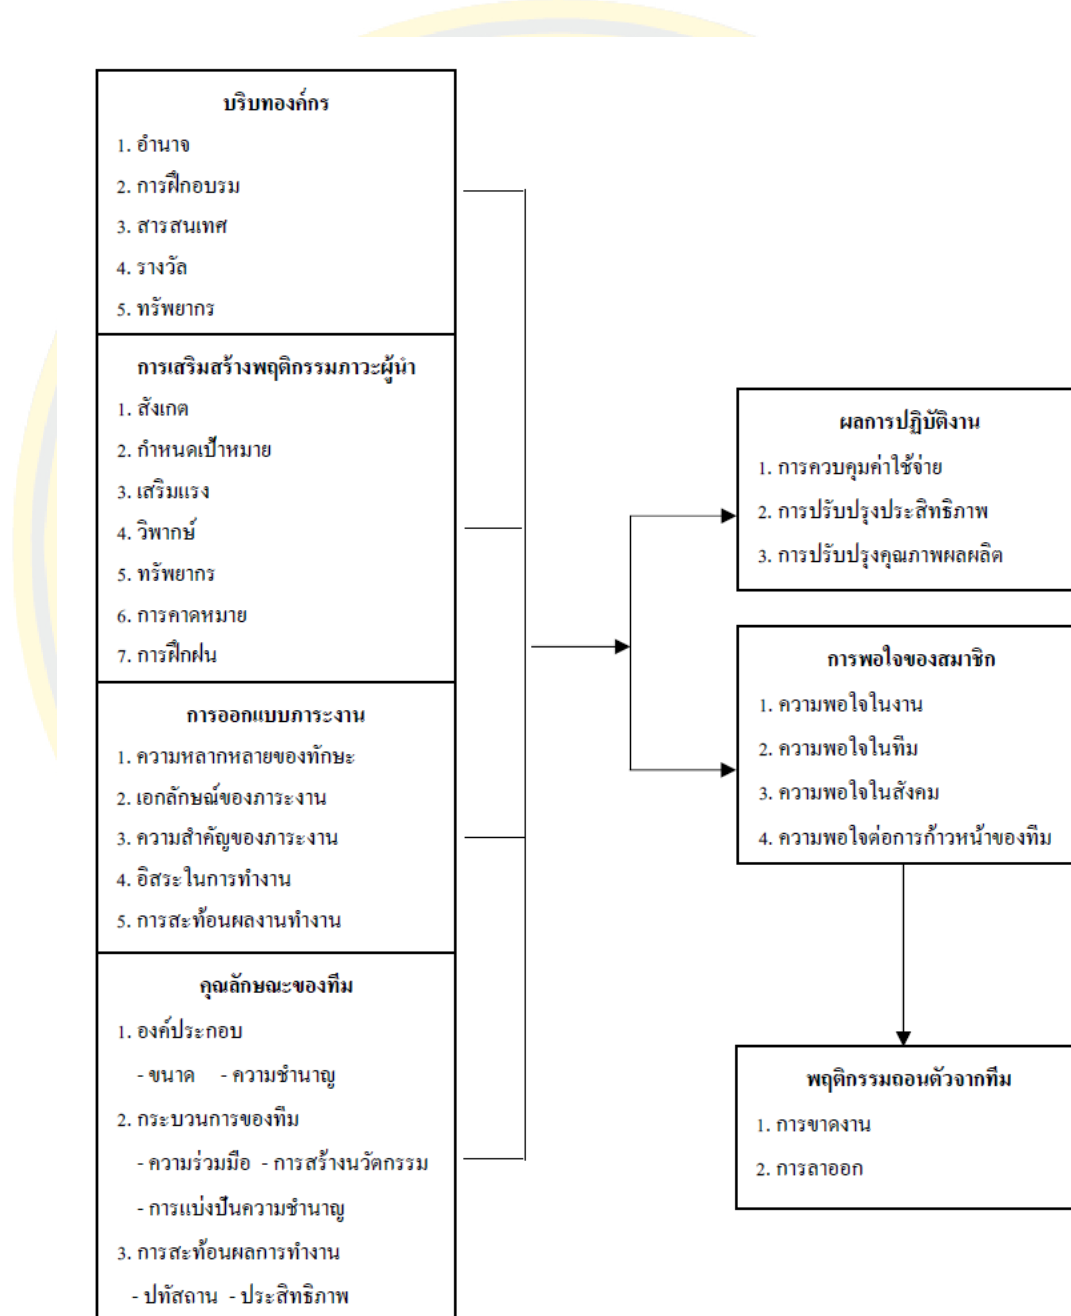 บริบทองค์กร
1. อำนาจ
2. การฝึกอบรม
3. สารสนเทศ
4. รางวัล
5. ทรัพยากร
การเสริมสร้างพฤติกรรมภาวะผู้นำ
1. สังเกต
2. กำหนดเป้าหมาย
3. เสริมแรง
4. วิพากษ์
5. ทรัพยากร
6. การคาดหมาย
7. การฝึกฝน
การออกแบบภาระงาน
1. ความหลากหลายของทักษะ
2. เอกลักษณ์ของภาระงาน
3. ความสำคัญของภาระงาน
4. อิสระในการทำงาน
5. การสะท้อนผลงานทำงาน
คุณลักษณะของทีม
1. องค์ประกอบ
- ขนาด - ความชำนาญ
2. กระบวนการของทีม
- ความร่วมมือ - การสร้างนวัตกรรม
- การแบ่งปันความชำนาญ
3. การสะท้อนผลการทำงาน
- ปทัสถาน - ประสิทธิภาพ
ผลการปฏิบัติงาน
1. การควบคุมค่าใช้จ่าย
2. การปรับปรุงประสิทธิภาพ
3. การปรับปรุงคุณภาพผลผลิต
การพอใจของสมาชิก
1. ความพอใจในงาน
2. ความพอใจในทีม
3. ความพอใจในสังคม
4. ความพอใจต่อการก้าวหน้าของทีม
พฤติกรรมถอนตัวจากทีม
1. การขาดงาน
2. การลาออก